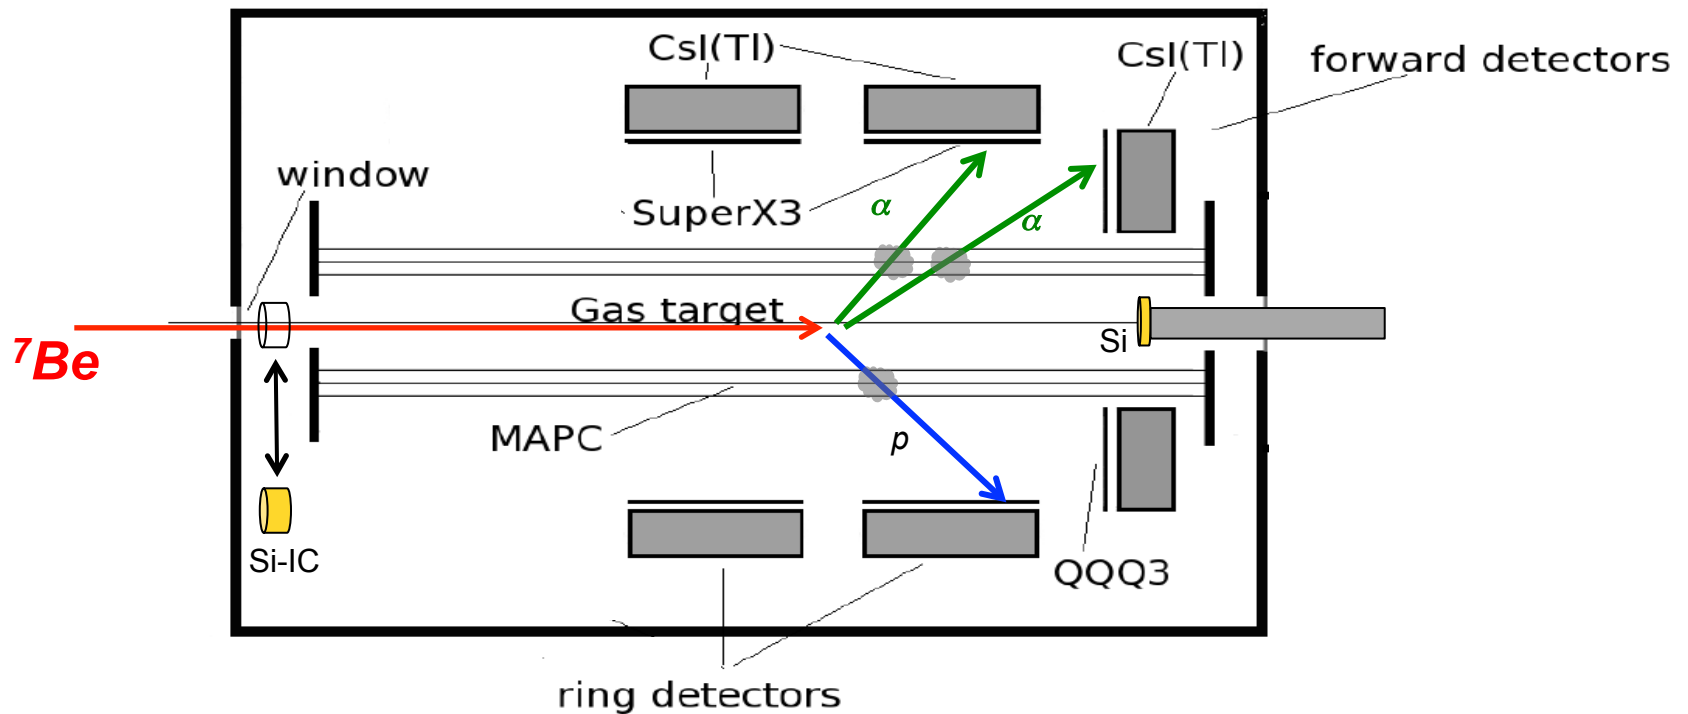 CsI(Tl)
CsI(Tl)
forward detectors
window
SuperX3
α
α
Gas target
Si
⁷Be
MAPC
p
Si-IC
QQQ3
ring detectors